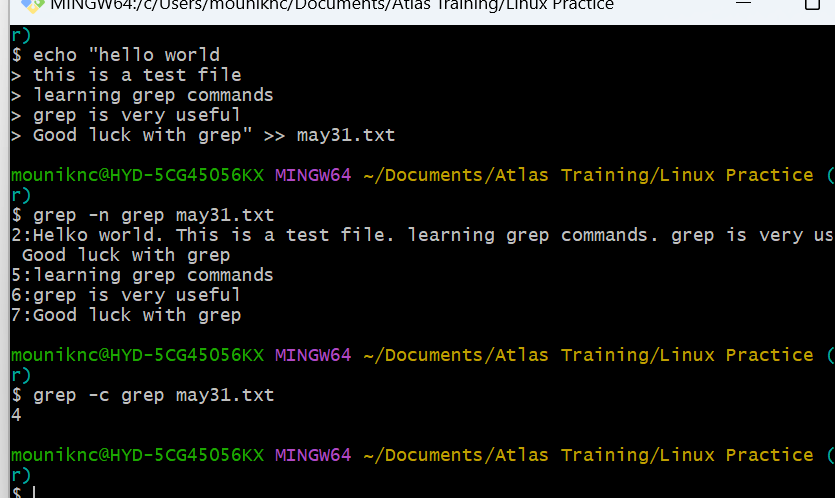 MINGW64:/c/Users/mouniknc/Documents/Atlas Training/Linux Practice
r)
$ echo "hello world
> this is a test file
> learning grep commands
> grep is very useful
> Good luck with grep" >> may31.txt
mouniknc@HYD-5CG45056KX MINGW64 ~/Documents/Atlas Training/Linux Practice (
r)
$ grep -n grep may31.txt
2:Helko world. This is a test file. learning grep commands. grep is very us
Good luck with grep
5:learning grep commands
6:grep is very useful
7:Good luck with grep
mouniknc@HYD-5CG45056KX MINGW64 ~/Documents/Atlas Training/Linux Practice (
r)
$ grep -c grep may31.txt
4
mouniknc@HYD-5CG45056KX MINGW64 ~/Documents/Atlas Training/Linux Practice (
r)
$